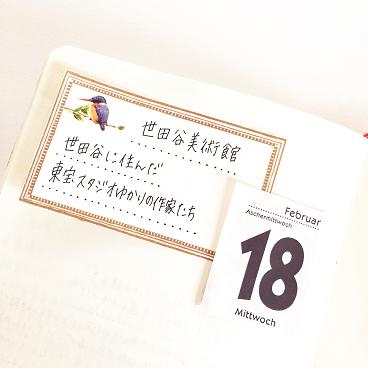 世田谷美術館
世田谷に住んだ
東宝スタジオゆかりの作家たち
Februar
Aschermittwoch
18
Mittwoch